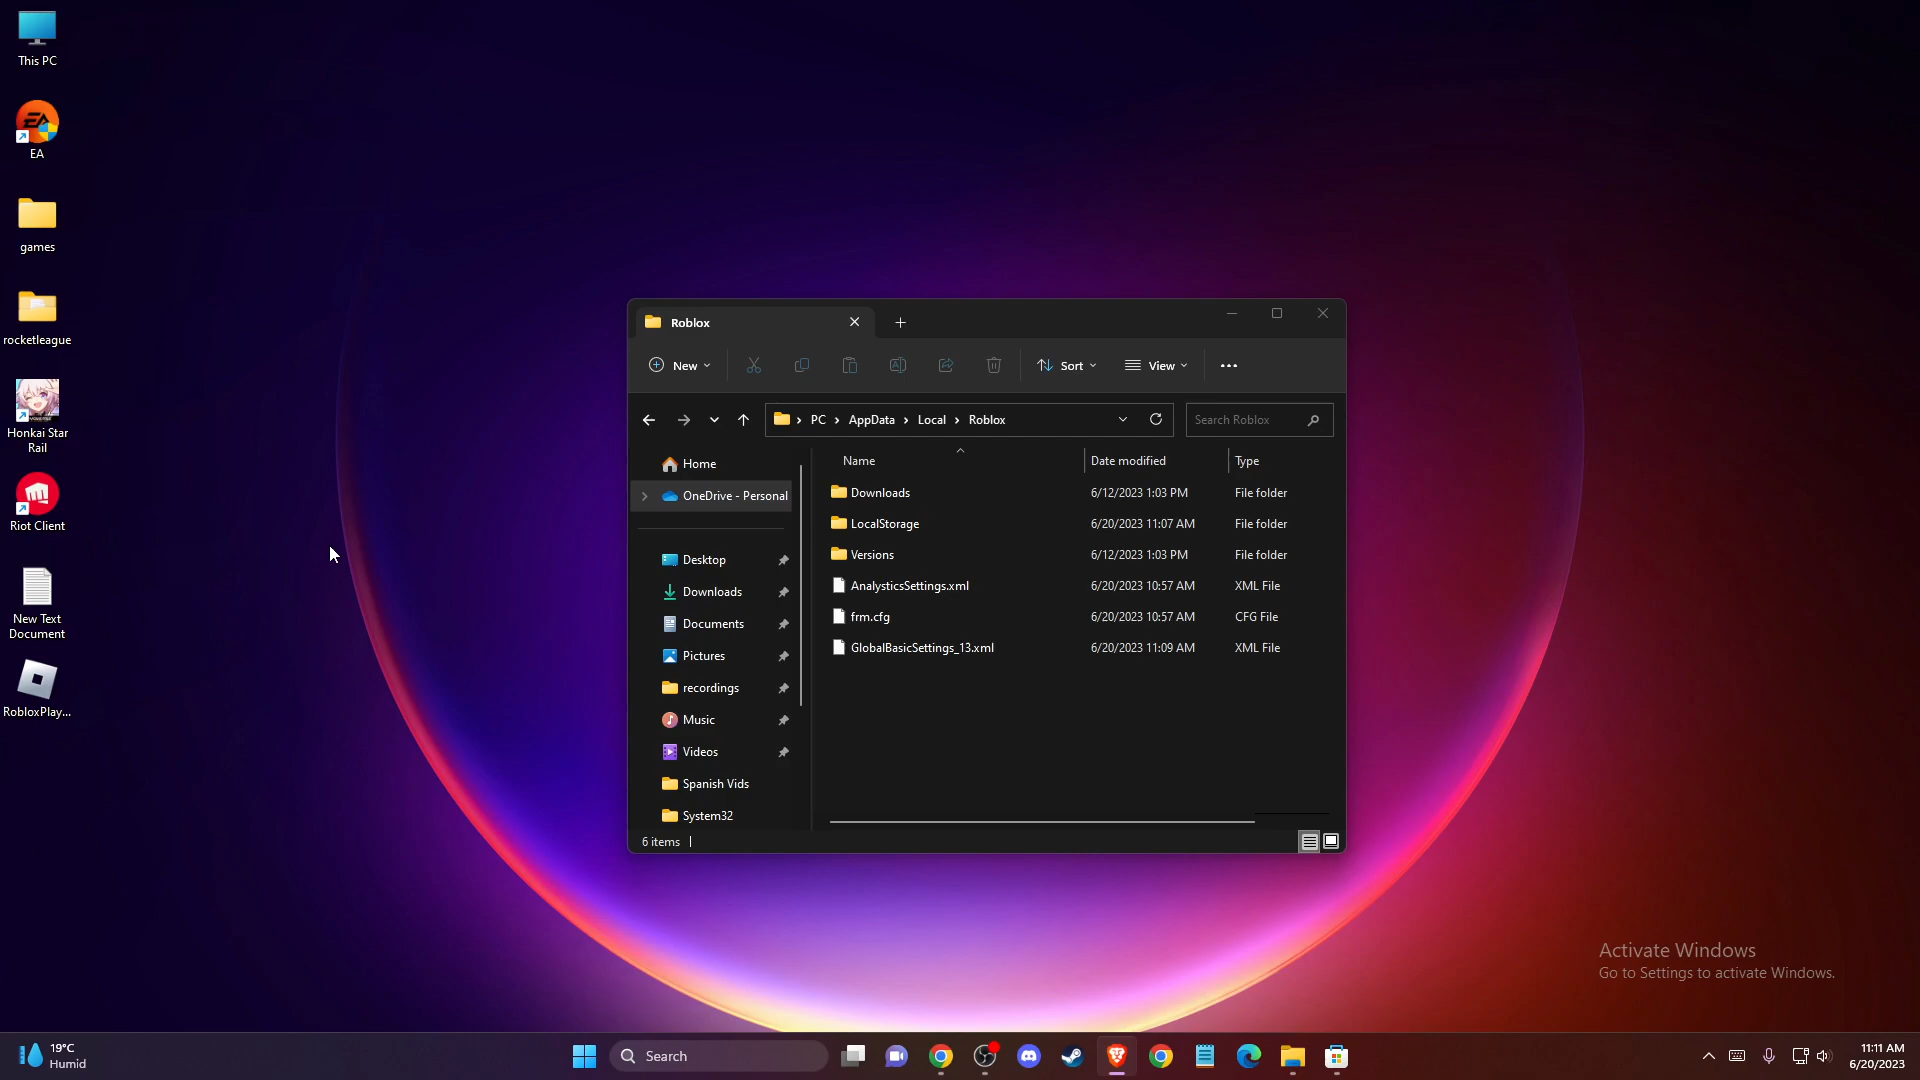 This PC
EA
games
rocketleague
Honkai Star
Rail
Riot Client
New Text
Document
RobloxPlay...
Roblox
New
Sort
View
PC
AppData
Local
Roblox
Search Roblox
Home
OneDrive - Personal
Desktop
Downloads
Documents
Pictures
recordings
Music
Videos
Spanish Vids
System32
Name Date modified Type
Downloads 6/12/2023 1:03 PM File folder
LocalStorage 6/20/2023 11:07 AM File folder
Versions 6/12/2023 1:03 PM File folder
AnalysticsSettings.xml 6/20/2023 10:57 AM XML File
frm.cfg 6/20/2023 10:57 AM CFG File
GlobalBasicSettings_13.xml 6/20/2023 11:09 AM XML File
6 items
Activate Windows
Go to Settings to activate Windows.
19°C
Humid
Search
11:11 AM
6/20/2023